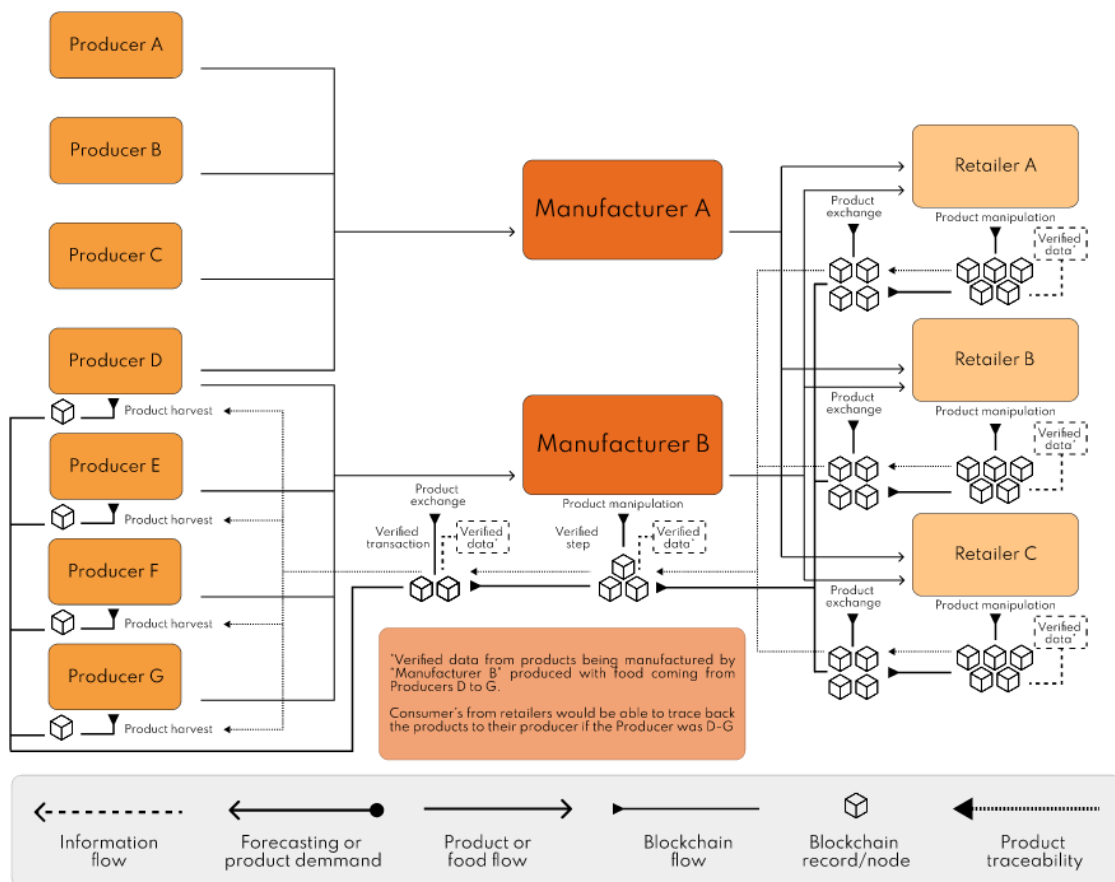 Producer A
Producer B
Producer C
Producer D
Product harvest
Producer E
Product harvest
Producer F
Product harvest
Producer G
Product harvest
Manufacturer A
Manufacturer B
Product
exchange
Verified
transaction
Verified
data*
Product manipulation
Verified
step
Verified
data*
Retailer A
Product
exchange
Product manipulation
Verified
data*
Retailer B
Product
exchange
Product manipulation
Verified
data*
Retailer C
Product
exchange
Product manipulation
Verified
data*
*Verified data from products being manufactured by
"Manufacturer B" produced with food coming from
Producers D to G.
Consumer's from retailers would be able to trace back
the products to their producer if the Producer was D-G
Information
flow
Forecasting or
product demmand
Product or
food flow
Blockchain
flow
Blockchain
record/node
Product
traceability